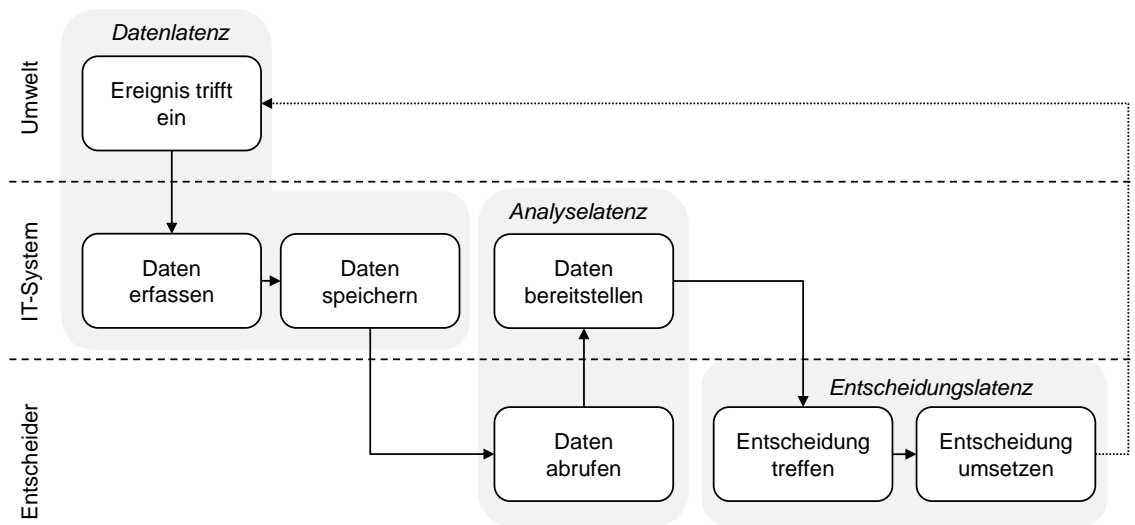 Datenlatenz
Umwelt
Ereignis trifft
ein
IT-System
Analyselatenz
Daten
erfassen
Daten
speichern
Daten
bereitstellen
Entscheider
Entscheidungslatenz
Daten
abrufen
Entscheidung
treffen
Entscheidung
umsetzen